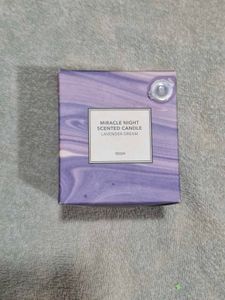 MIRACLE NIGHT
SCENTED CANDLE
LAVENDER DREAM